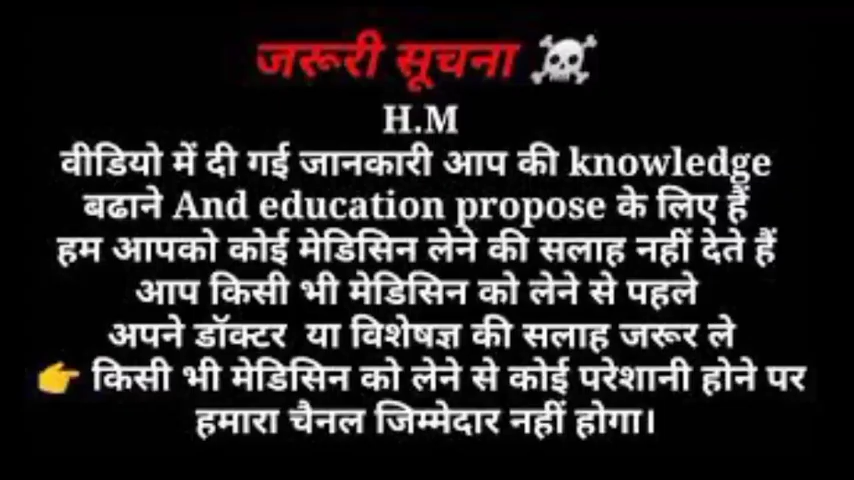 जरूरी सूचना ☠️
H.M
वीडियो में दी गई जानकारी आप की knowledge
बढाने And education propose के लिए हैं
हम आपको कोई मेडिसिन लेने की सलाह नहीं देते हैं
आप किसी भी मेडिसिन को लेने से पहले
अपने डॉक्टर या विशेषज्ञ की सलाह जरूर ले
👉 किसी भी मेडिसिन को लेने से कोई परेशानी होने पर
हमारा चैनल जिम्मेदार नहीं होगा।